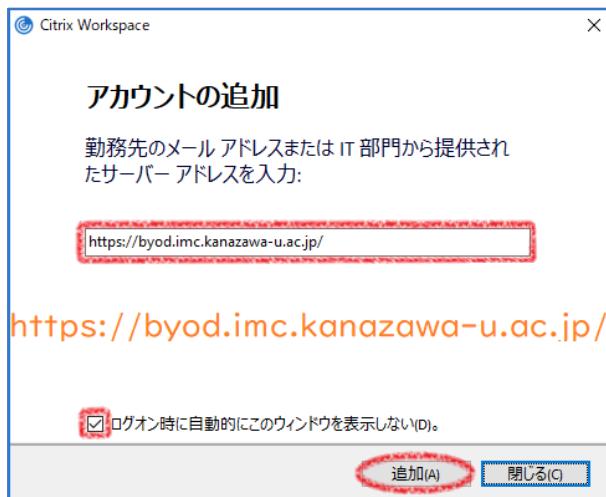 Citrix Workspace
アカウントの追加
勤務先のメール アドレスまたは IT 部門から提供され
たサーバー アドレスを入力:
https://byod.imc.kanazawa-u.ac.jp/
https://byod.imc.kanazawa-u.ac.jp/
ログオン時に自動的にこのウィンドウを表示しない(D)。
追加(A)
閉じる(C)